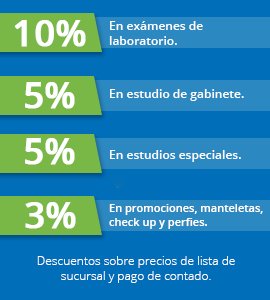 10%
En exámenes de
laboratorio.
5%
En estudio de gabinete.
5%
En estudios especiales.
3%
En promociones, manteletas,
check up y perfies.
Descuentos sobre precios de lista de
sucursal y pago de contado.